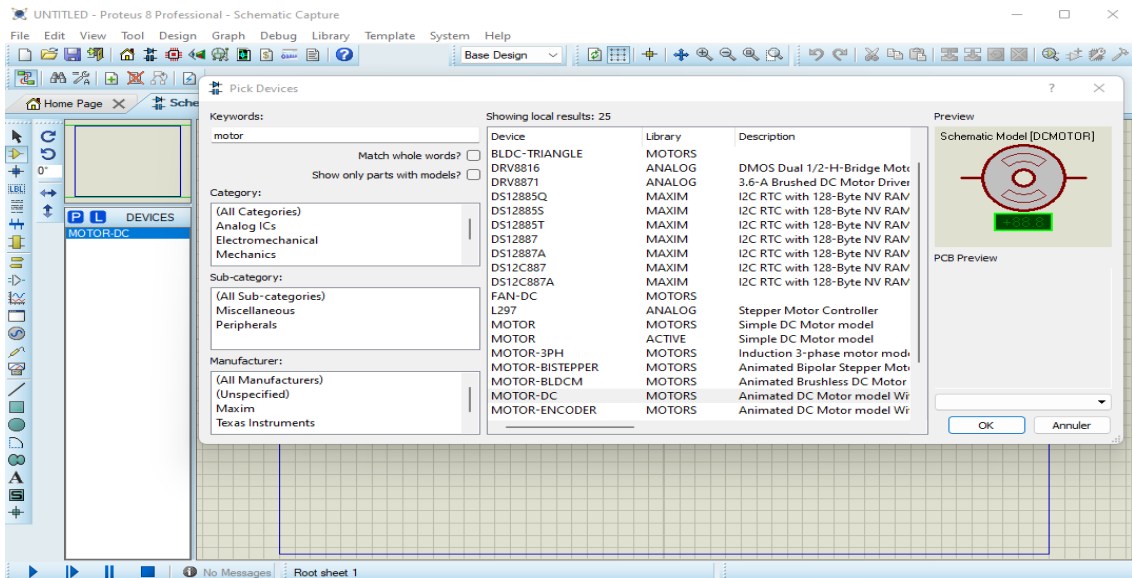 UNTITLED - Proteus 8 Professional - Schematic Capture
File Edit View Tool Design Graph Debug Library Template System Help
Base Design
Home Page
Sche
Pick Devices
Keywords:
motor
Match whole words?
Show only parts with models?
Category:
(All Categories)
Analog ICs
Electromechanical
Mechanics
Sub-category:
(All Sub-categories)
Miscellaneous
Peripherals
Manufacturer:
(All Manufacturers)
(Unspecified)
Maxim
Texas Instruments
Showing local results: 25
Device Library Description
BLDC-TRIANGLE MOTORS
DRV8816 ANALOG DMOS Dual 1/2-H-Bridge Moto
DRV8871 ANALOG 3.6-A Brushed DC Motor Driver
DS12885Q MAXIM I2C RTC with 128-Byte NV RAM
DS12885S MAXIM I2C RTC with 128-Byte NV RAM
DS12885T MAXIM I2C RTC with 128-Byte NV RAM
DS12887 MAXIM I2C RTC with 128-Byte NV RAM
DS12887A MAXIM I2C RTC with 128-Byte NV RAM
DS12C887 MAXIM I2C RTC with 128-Byte NV RAM
DS12C887A MAXIM I2C RTC with 128-Byte NV RAM
FAN-DC MOTORS
L297 ANALOG Stepper Motor Controller
MOTOR MOTORS Simple DC Motor model
MOTOR ACTIVE Simple DC Motor model
MOTOR-3PH MOTORS Induction 3-phase motor mod
MOTOR-BISTEPPER MOTORS Animated Bipolar Stepper Mot
MOTOR-BLDCM MOTORS Animated Brushless DC Motor
MOTOR-DC MOTORS Animated DC Motor model Wi
MOTOR-ENCODER MOTORS Animated DC Motor model Wi
Preview
Schematic Model [DCMOTOR]
+88.8
PCB Preview
OK Annuler
0°
LBL
P L DEVICES
MOTOR-DC
A
S
No Messages Root sheet 1